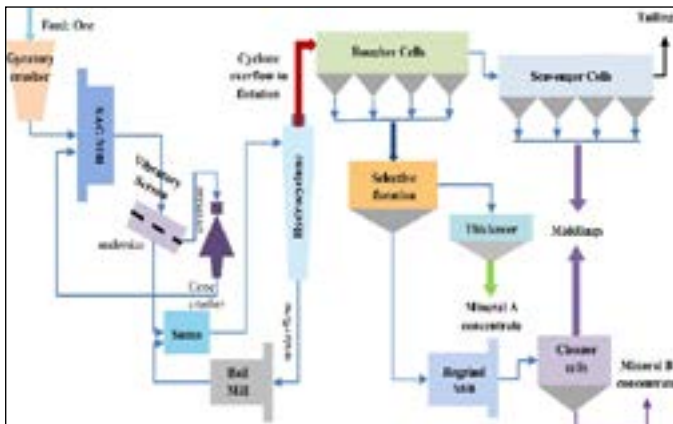 Feed: Ore
Gyratory
crusher
SAG Mill
Vibratory
Screen
oversize
undersize
Cone
crusher
Sump
Ball
Mill
Cyclone
overflow to
flotation
Hydrocyclone
underflow
Rougher Cells
Scavenger Cells
Tailing
Selective
flotation
Thickener
Middlings
Mineral A
concentrate
Regrind
Mill
Cleaner
cells
Mineral B
concentrate